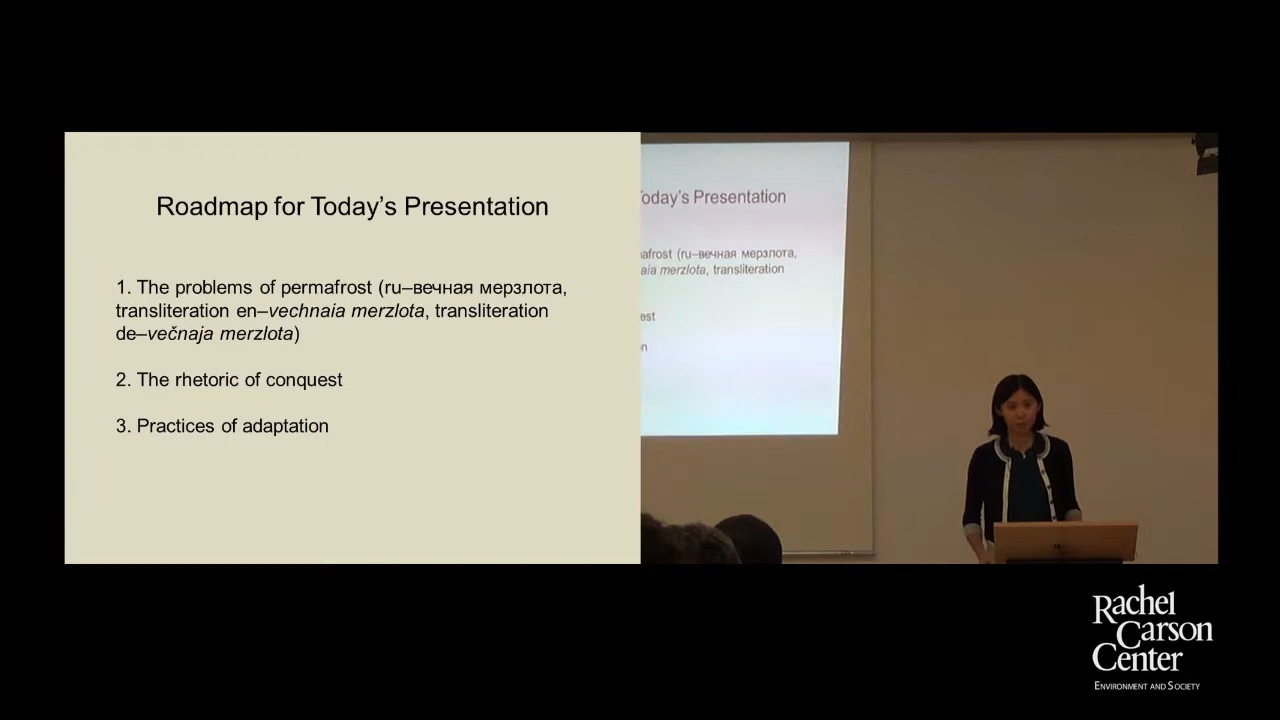 Roadmap for Today's Presentation
1. The problems of permafrost (ru–вечная мерзлота,
transliteration en–vechnaia merzlota, transliteration
de–večnaja merzlota)
2. The rhetoric of conquest
3. Practices of adaptation
Today's Presentation
afrost (ru–вечная мерзлота,
aia merzlota, transliteration
est
n
Rachel
Carson
Center
Environment and Society